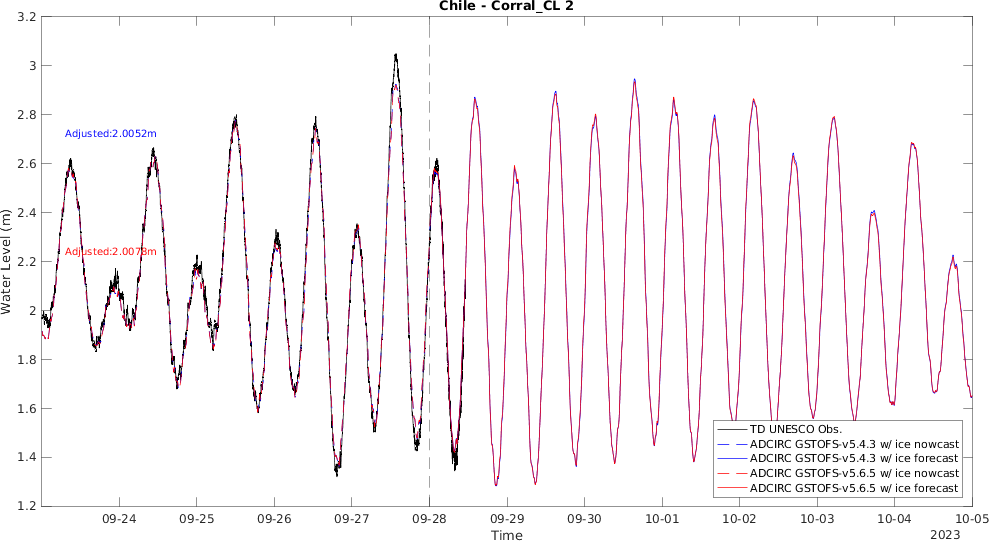 Chile - Corral_CL 2
3.2
3
2.8
2.6
2.4
2.2
2
1.8
1.6
1.4
1.2
Water Level (m)
Adjusted:2.0052m
Adjusted:2.0078m
TD UNESCO Obs.
ADCIRC GSTOFS-v5.4.3 w/ ice nowcast
ADCIRC GSTOFS-v5.4.3 w/ ice forecast
ADCIRC GSTOFS-v5.6.5 w/ ice nowcast
ADCIRC GSTOFS-v5.6.5 w/ ice forecast
09-24 09-25 09-26 09-27 09-28 09-29 09-30 10-01 10-02 10-03 10-04 10-05
Time
2023